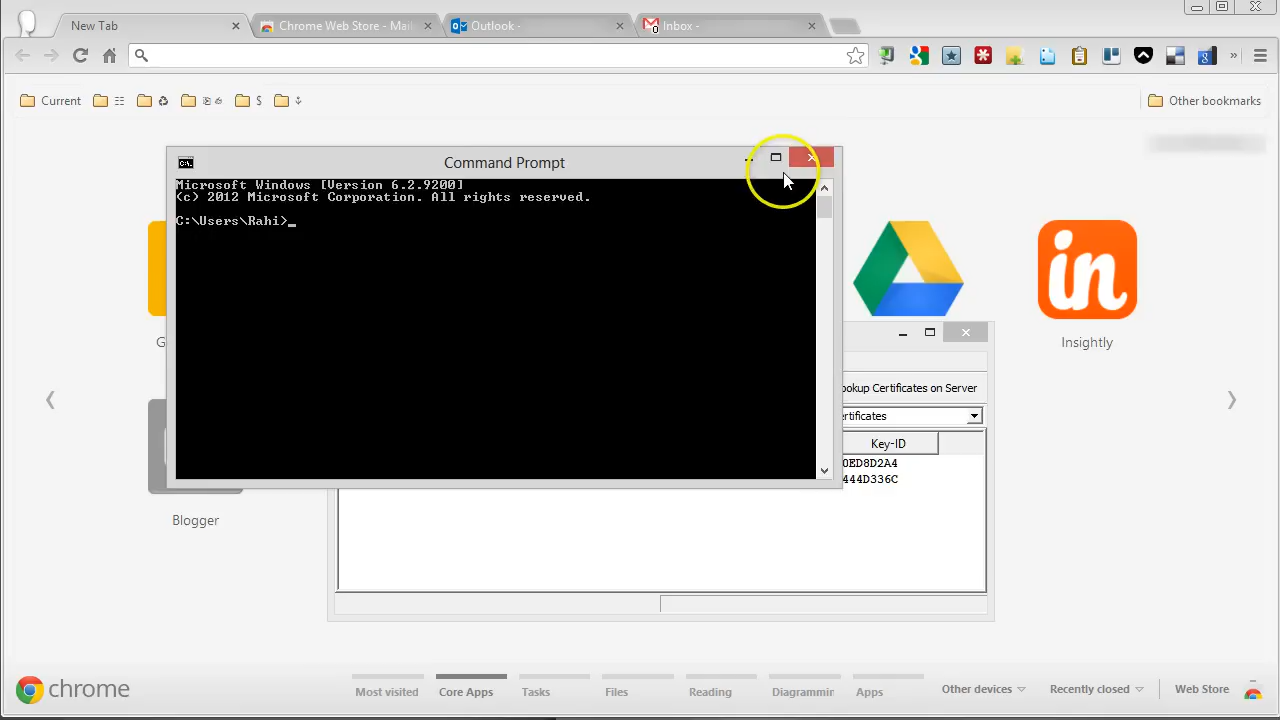 New Tab
Chrome Web Store - Mail
Outlook -
0
Inbox -
Current
$
Other bookmarks
C:\.
Command Prompt
Microsoft Windows [Version 6.2.9200]
(c) 2012 Microsoft Corporation. All rights reserved.
C:\Users\Rahi>_
G
in
Insightly
ookup Certificates on Server
ertificates
Key-ID
0ED8D2A4
444D336C
Blogger
chrome
Most visited
Core Apps
Tasks
Files
Reading
Diagrammin
Apps
Other devices
Recently closed
Web Store